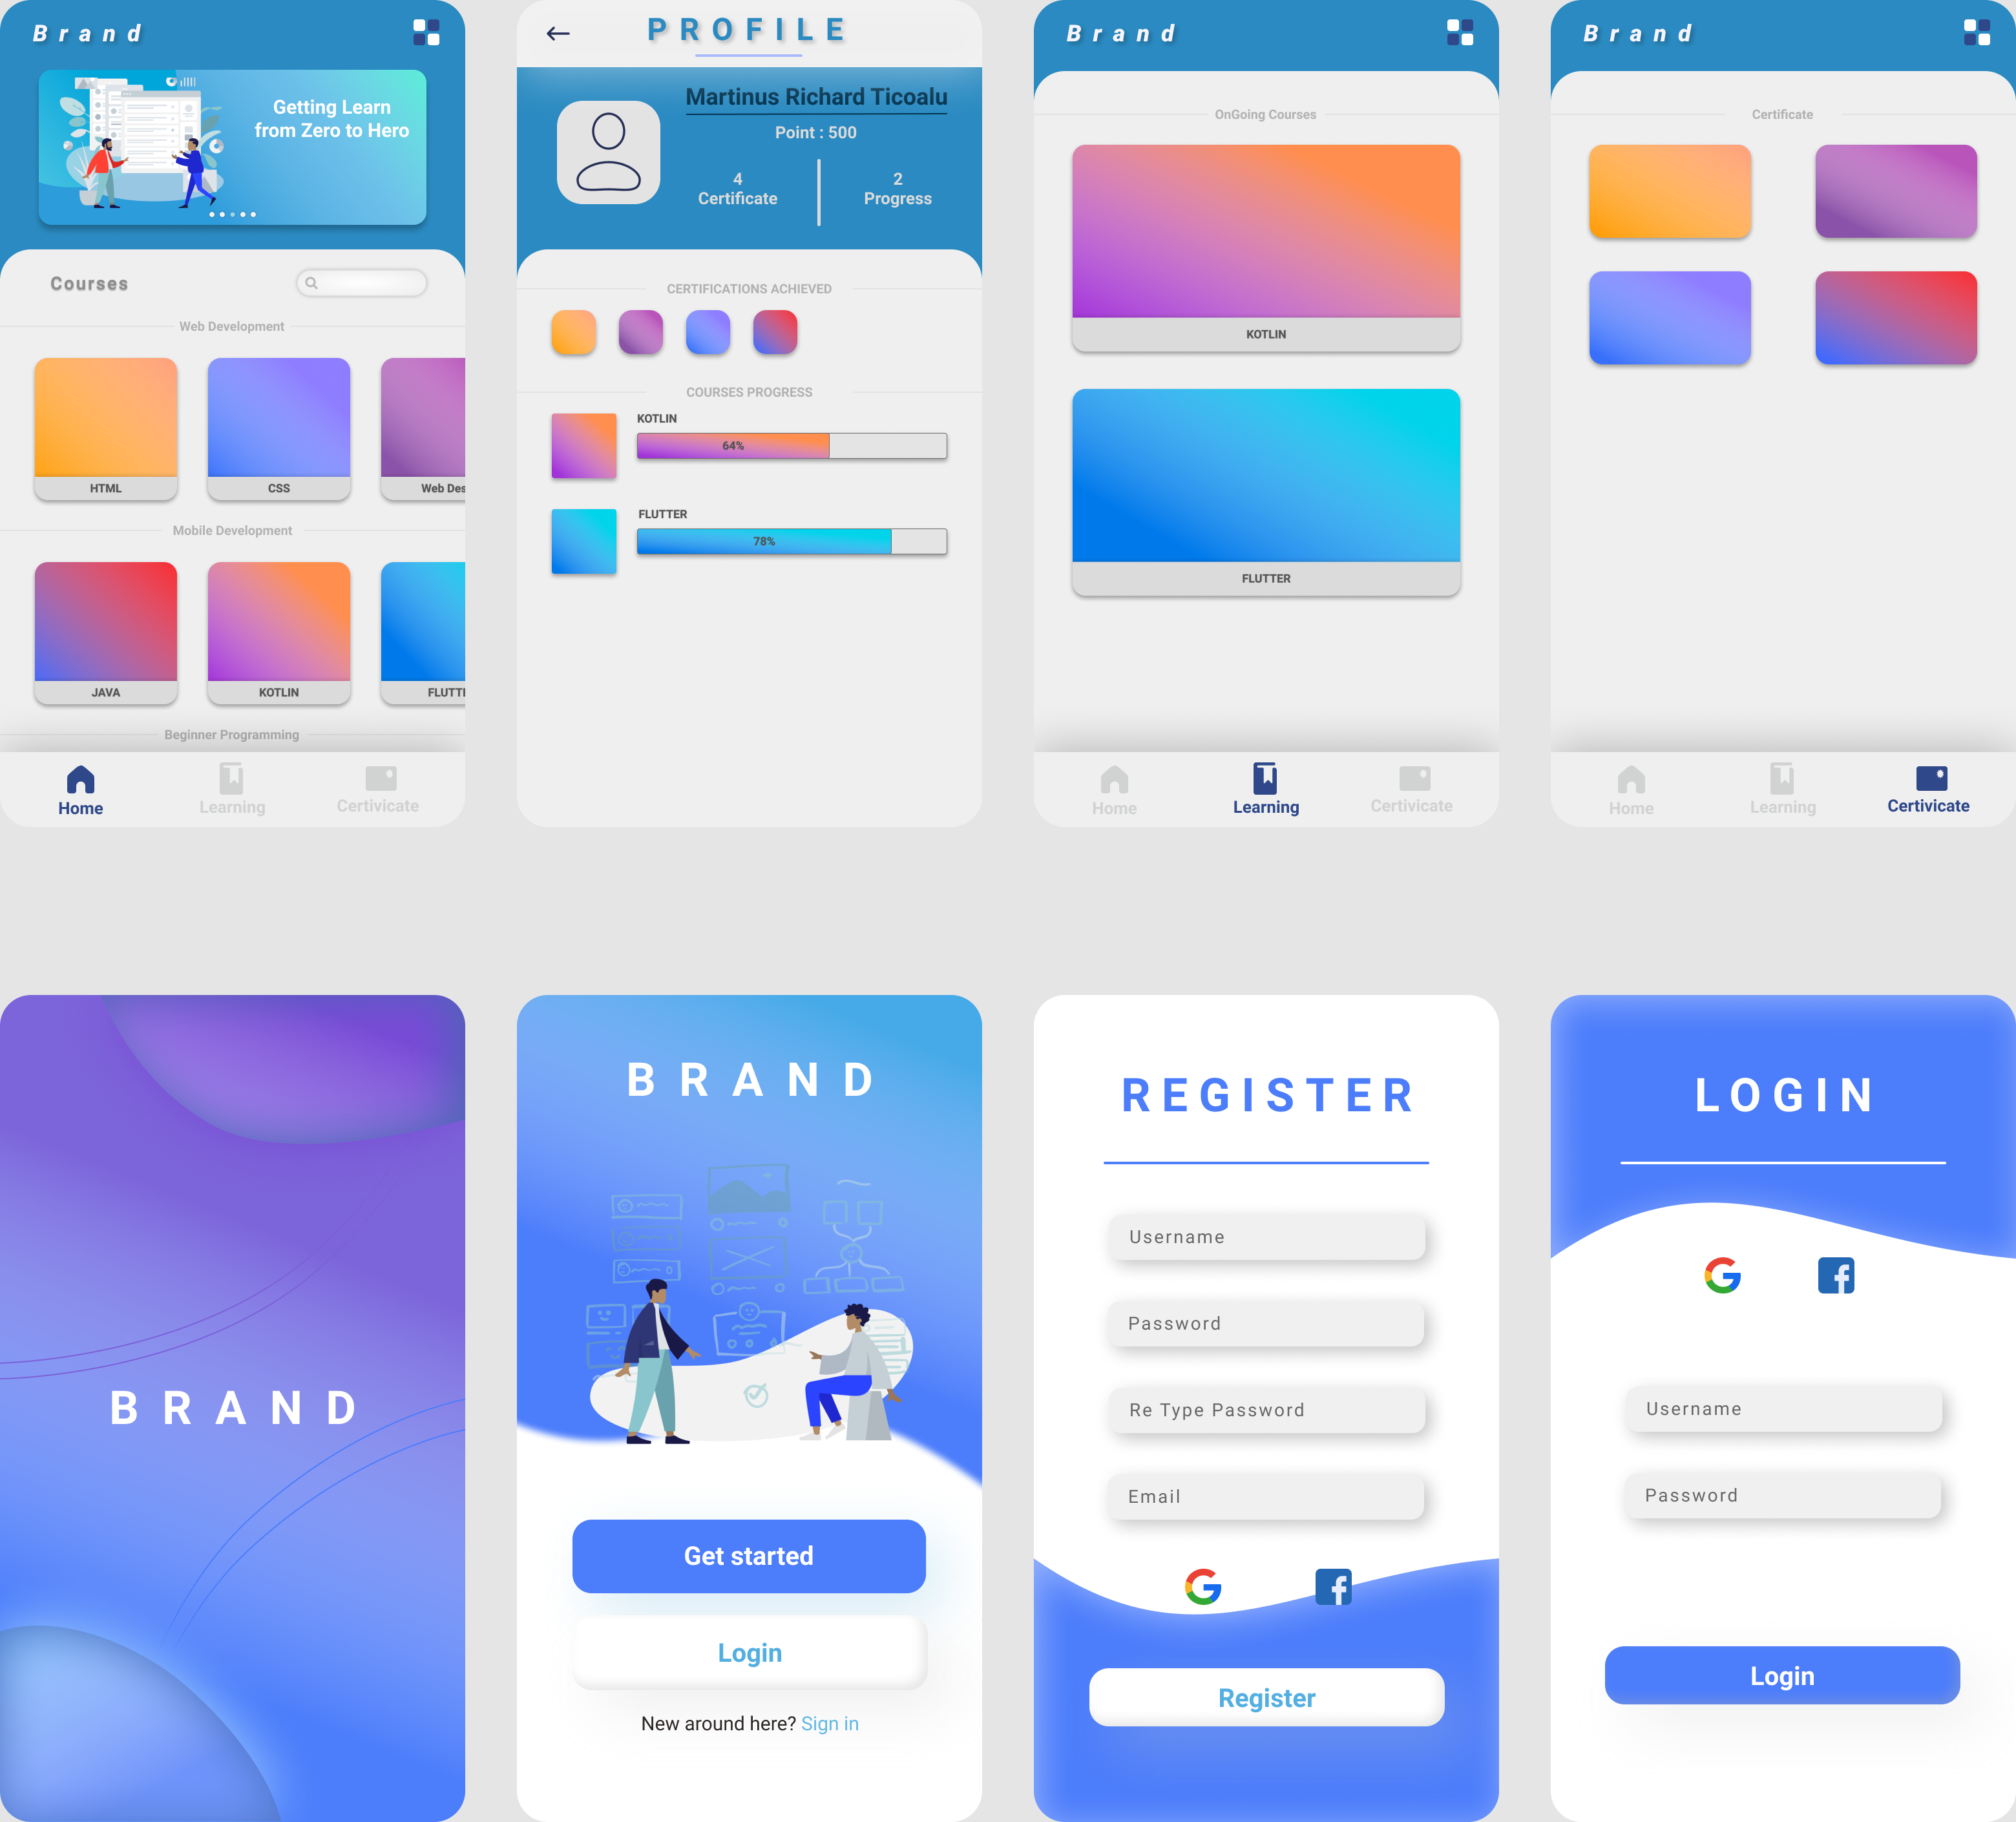 Brand
Getting Learn
from Zero to Hero
Courses
Web Development
HTML
CSS
Web Des
Mobile Development
JAVA
KOTLIN
FLUTT
Beginner Programming
Home
Learning
Certivicate
PROFILE
Martinus Richard Ticoalu
Point : 500
4
Certificate
2
Progress
CERTIFICATIONS ACHIEVED
COURSES PROGRESS
KOTLIN
64%
FLUTTER
78%
Brand
OnGoing Courses
KOTLIN
FLUTTER
Home
Learning
Certivicate
Brand
Certificate
Home
Learning
Certivicate
BRAND
BRAND
Get started
Login
New around here? Sign in
REGISTER
Username
Password
Re Type Password
Email
Register
LOGIN
Username
Password
Login